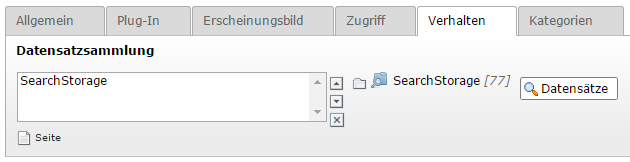 Allgemein Plug-In Erscheinungsbild Zugriff Verhalten Kategorien
Datensatzsammlung
SearchStorage SearchStorage [77] Datensätze
Seite